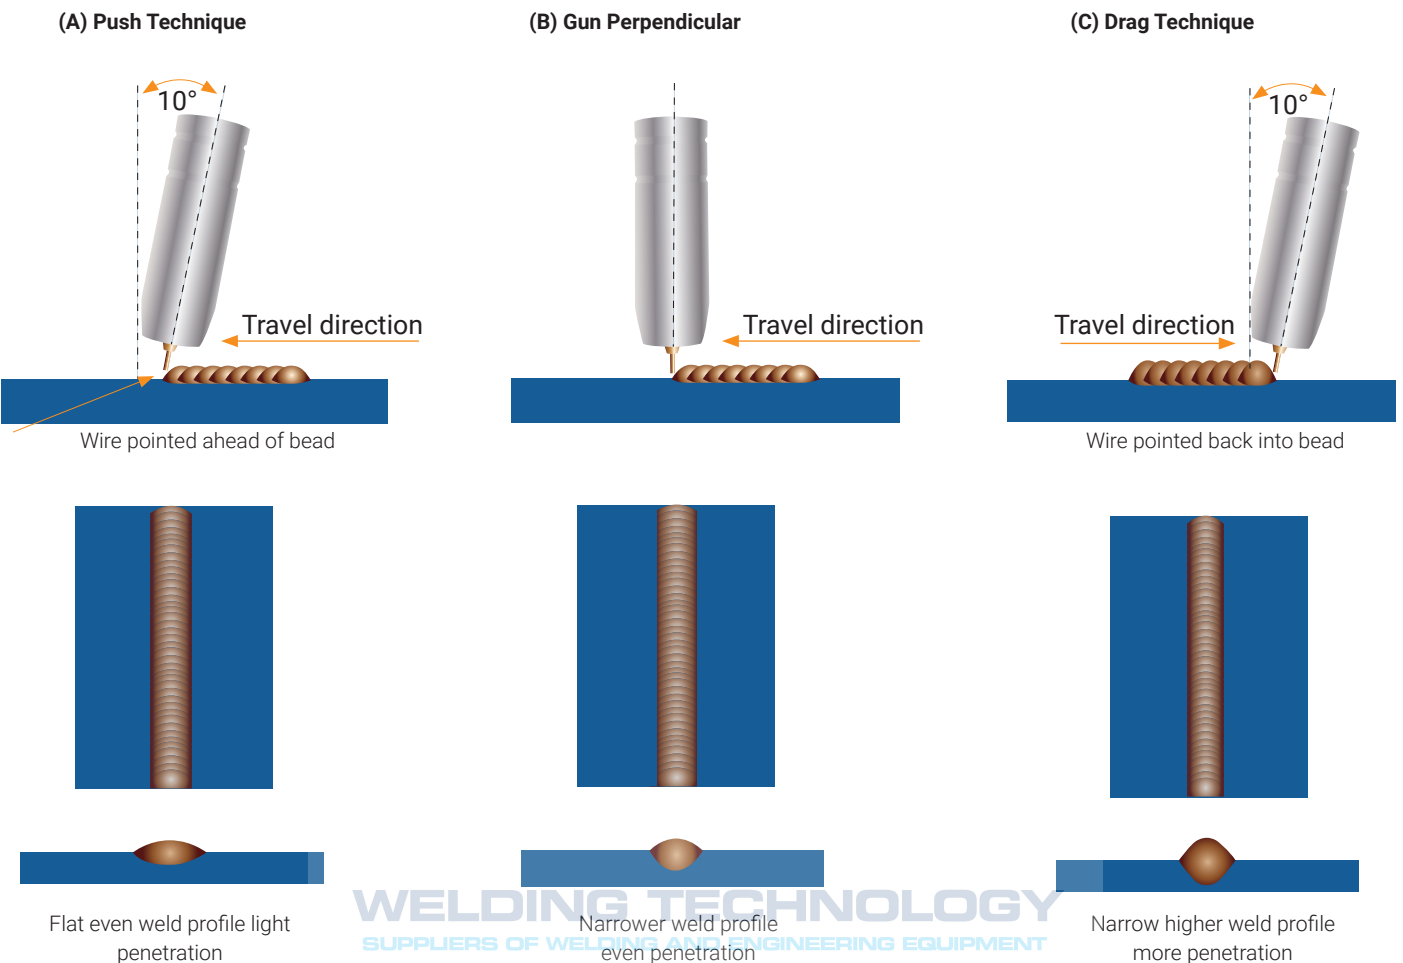 (A) Push Technique
(B) Gun Perpendicular
(C) Drag Technique
10°
10°
Travel direction
Travel direction
Travel direction
Wire pointed ahead of bead
Wire pointed back into bead
Flat even weld profile light
penetration
Narrower weld profile
even penetration
Narrow higher weld profile
more penetration
WELDING TECHNOLOGY
SUPPLIERS OF WELDING AND ENGINEERING EQUIPMENT